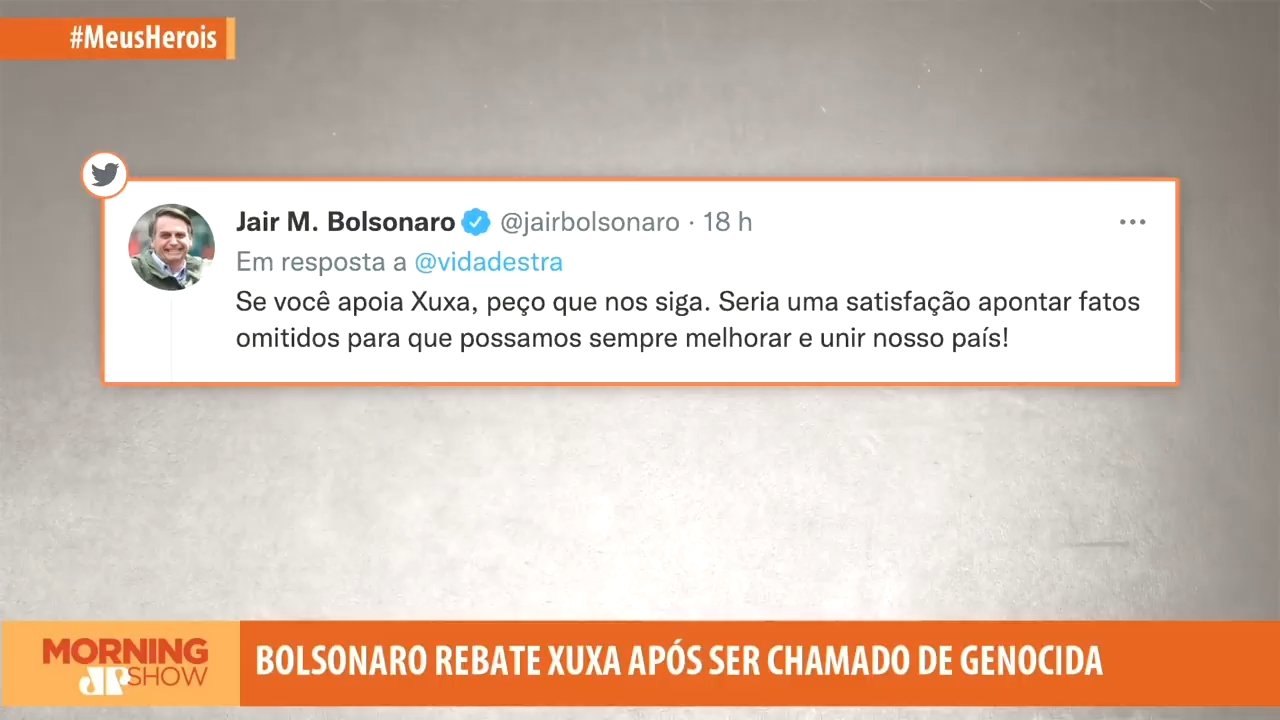 #MeusHerois
Jair M. Bolsonaro @jairbolsonaro · 18 h
Em resposta a @vidadestra
Se você apoia Xuxa, peço que nos siga. Seria uma satisfação apontar fatos
omitidos para que possamos sempre melhorar e unir nosso país!
MORNING
JP SHOW
BOLSONARO REBATE XUXA APÓS SER CHAMADO DE GENOCIDA